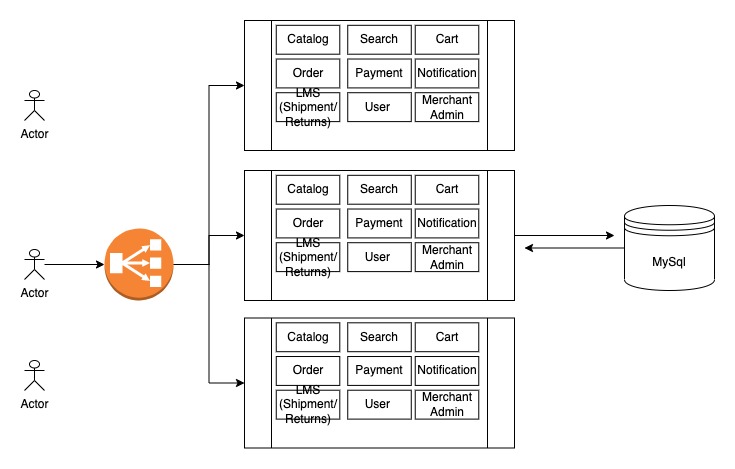 Catalog Search Cart
Order Payment Notification
LMS
(Shipment/
Returns)
User
Merchant
Admin
Actor
Catalog Search Cart
Order Payment Notification
LMS
(Shipment/
Returns)
User
Merchant
Admin
Actor
MySql
Catalog Search Cart
Order Payment Notification
LMS
(Shipment/
Returns)
User
Merchant
Admin
Actor